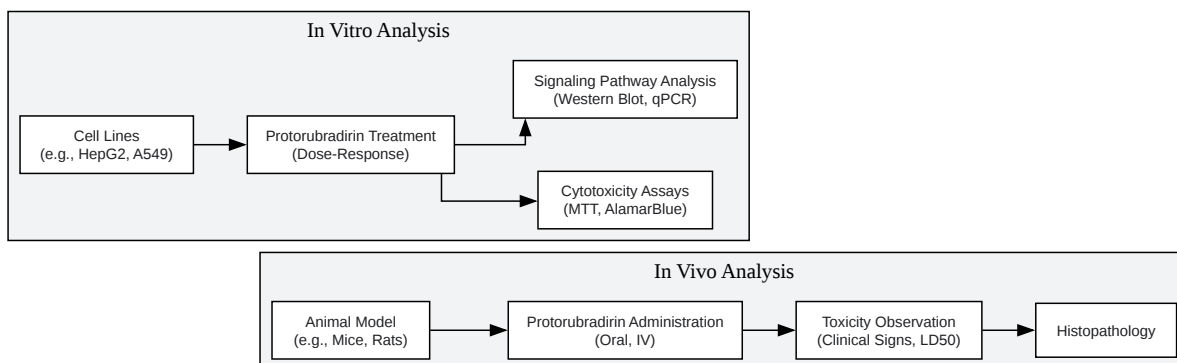 In Vitro Analysis
Signaling Pathway Analysis
(Western Blot, qPCR)
Cell Lines
(e.g., HepG2, A549)
Protorubradirin Treatment
(Dose-Response)
Cytotoxicity Assays
(MTT, AlamarBlue)
In Vivo Analysis
Animal Model
(e.g., Mice, Rats)
Protorubradirin Administration
(Oral, IV)
Toxicity Observation
(Clinical Signs, LD50)
Histopathology